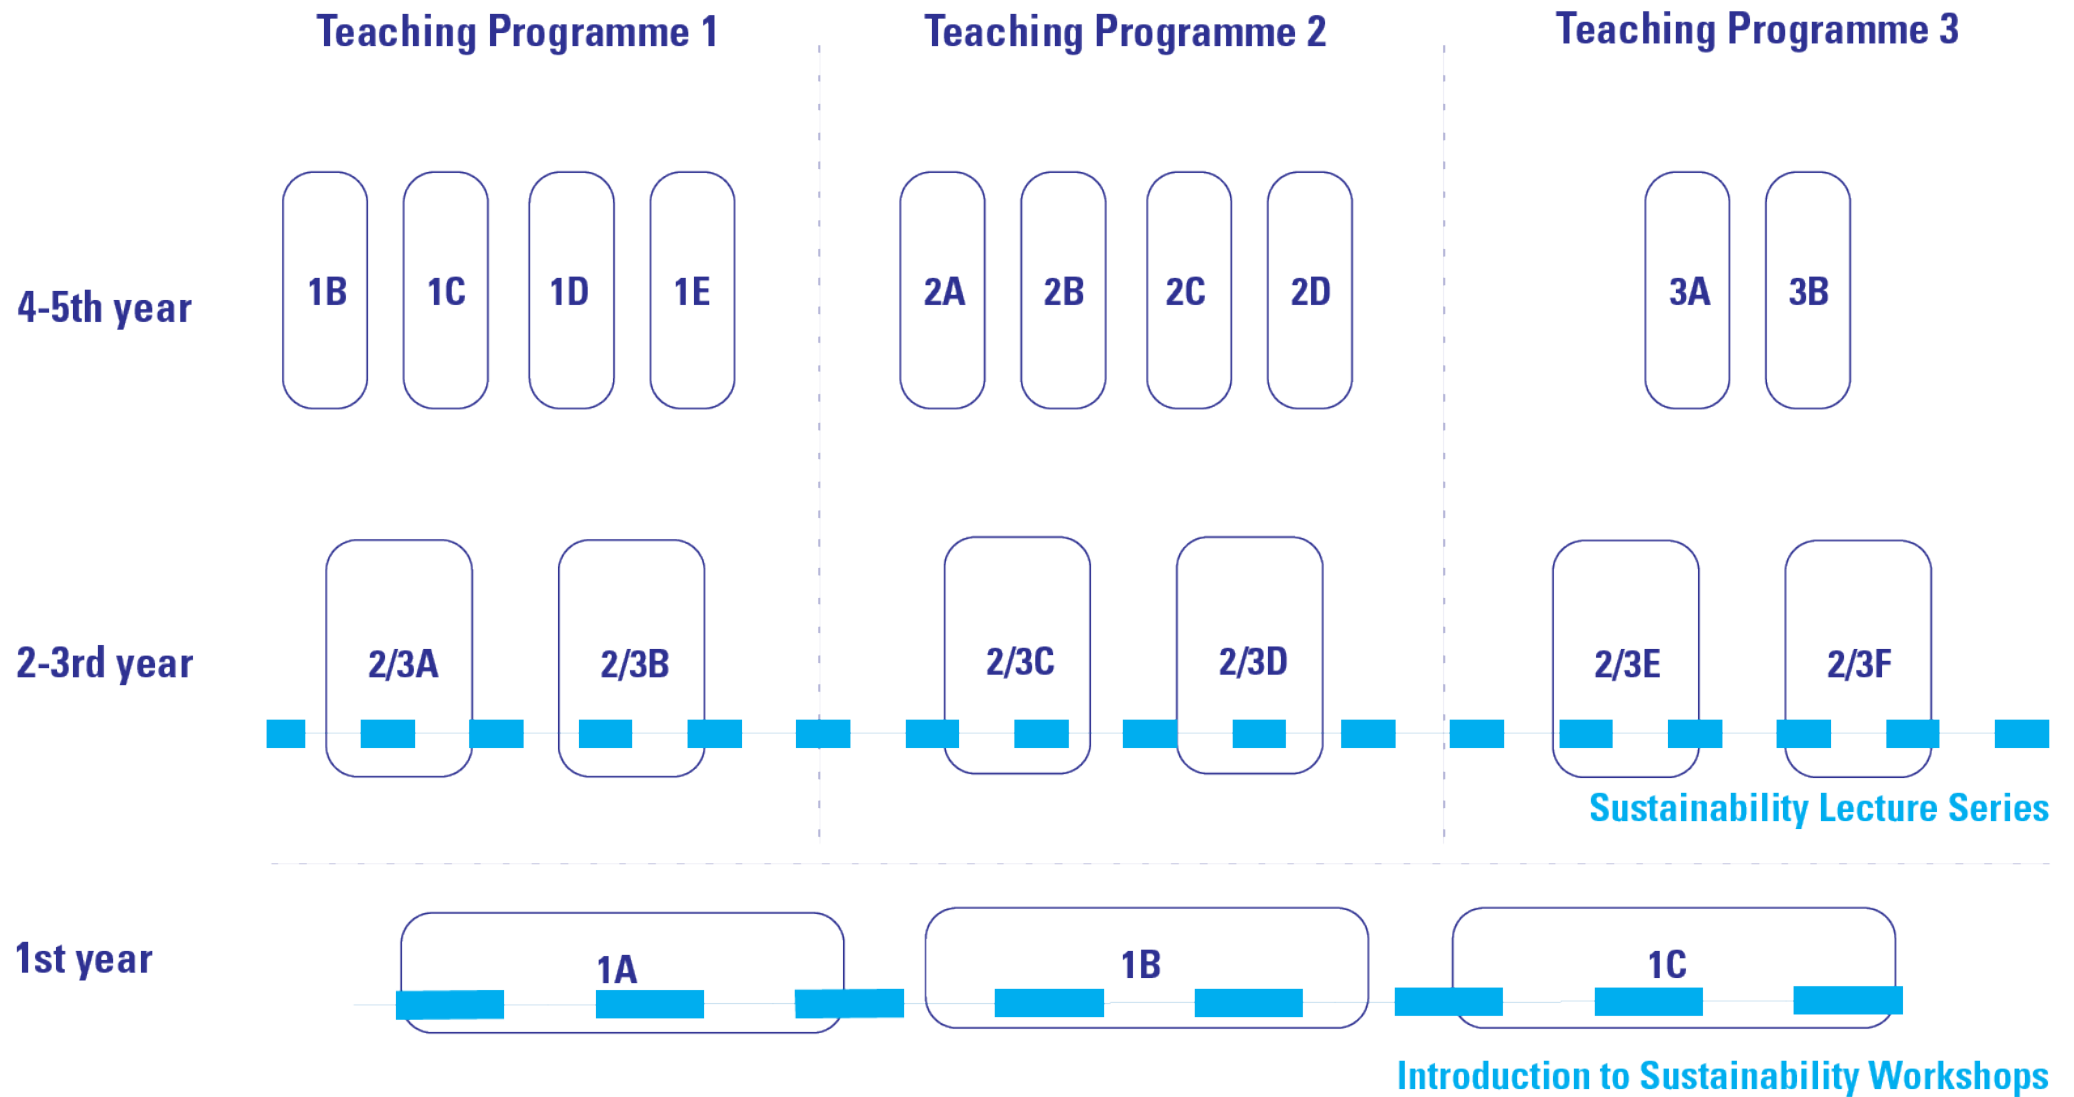 Teaching Programme 1
Teaching Programme 2
Teaching Programme 3
4-5th year
1B
1C
1D
1E
2A
2B
2C
2D
3A
3B
2-3rd year
2/3A
2/3B
2/3C
2/3D
2/3E
2/3F
Sustainability Lecture Series
1st year
1A
1B
1C
Introduction to Sustainability Workshops